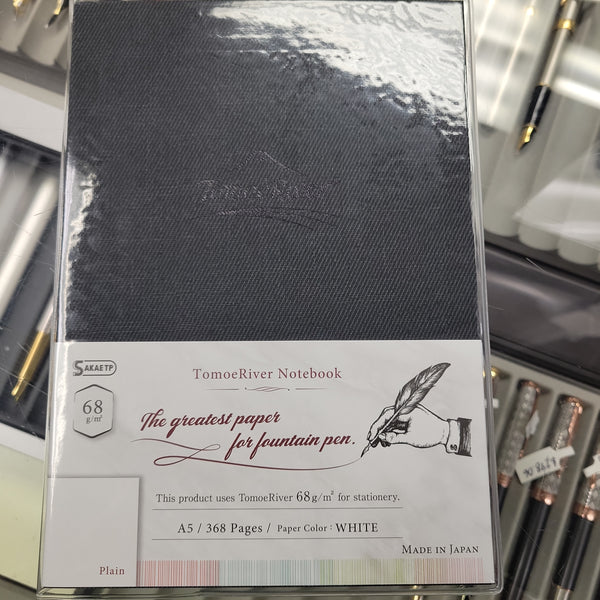 TomoeRiver
SAKAETP
TomoeRiver Notebook
68
g/m²
The greatest paper
for fountain pen.
This product uses TomoeRiver 68g/m² for stationery.
A5 / 368 Pages / Paper Color : WHITE
MADE IN JAPAN
Plain